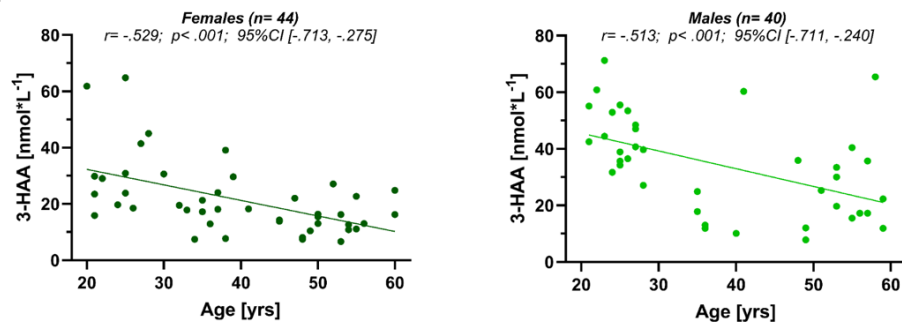 Females (n= 44)
r= -.529; p< .001; 95%CI [-.713, -.275]
80
60
40
20
0
3-HAA [nmol*L⁻¹]
20 30 40 50 60
Age [yrs]
Males (n= 40)
r= -.513; p< .001; 95%CI [-.711, -.240]
80
60
40
20
0
3-HAA [nmol*L⁻¹]
20 30 40 50 60
Age [yrs]